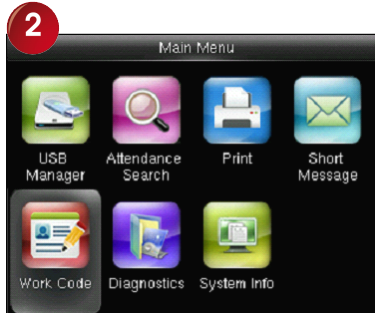 2
Main Menu
USB
Manager
Attendance
Search
Print
Short
Message
Work Code
Diagnostics
System Info